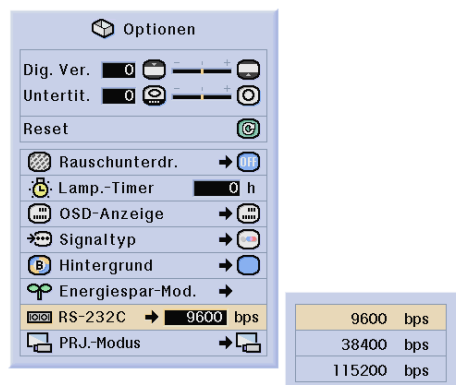 Optionen
Dig. Ver. 0 - +
Untertit. 0 - +
Reset
Rauschunterdr. OFF
Lamp.-Timer 0 h
OSD-Anzeige
Signaltyp
B Hintergrund
Energiespar-Mod.
RS-232C 9600 bps
PRJ.-Modus
9600 bps
38400 bps
115200 bps